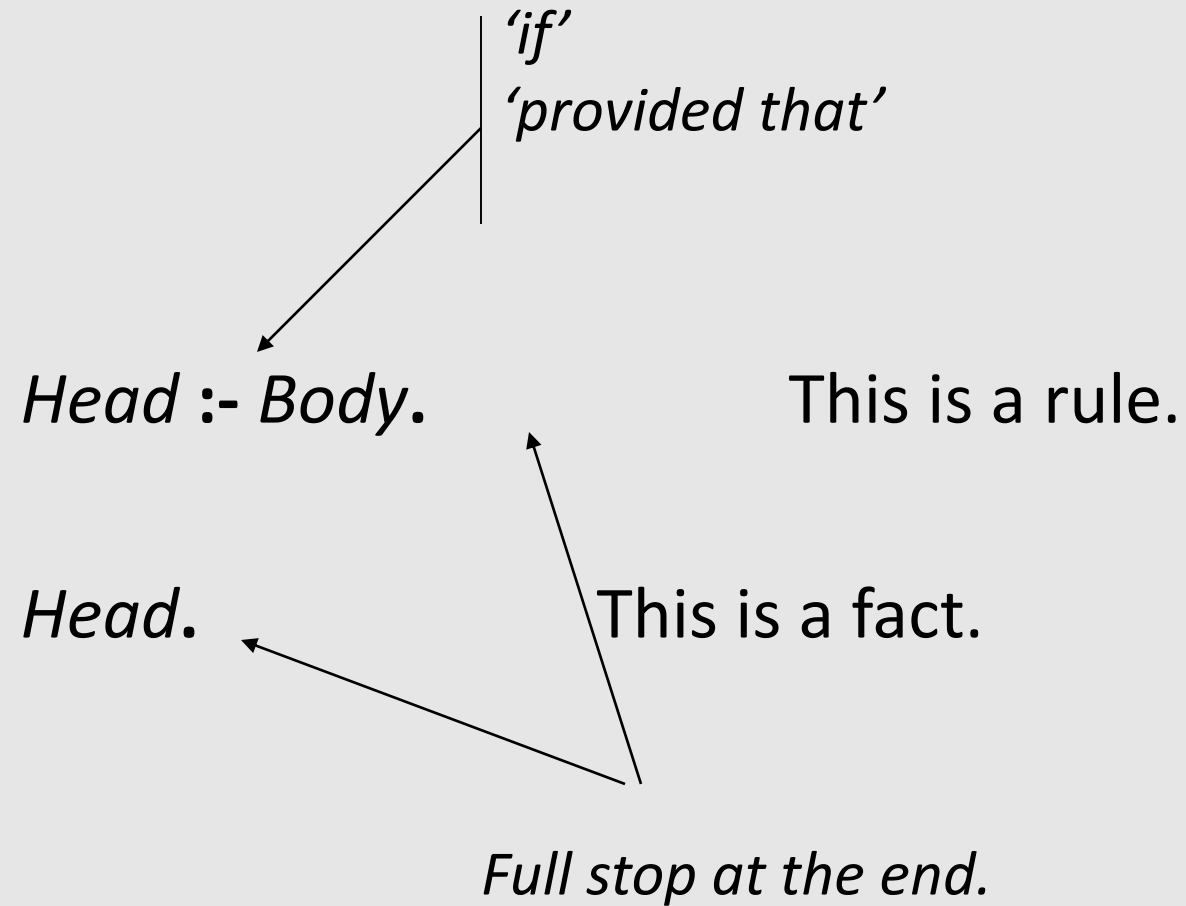 ‘if’
‘provided that’
Head :- Body. This is a rule.
Head. This is a fact.
Full stop at the end.